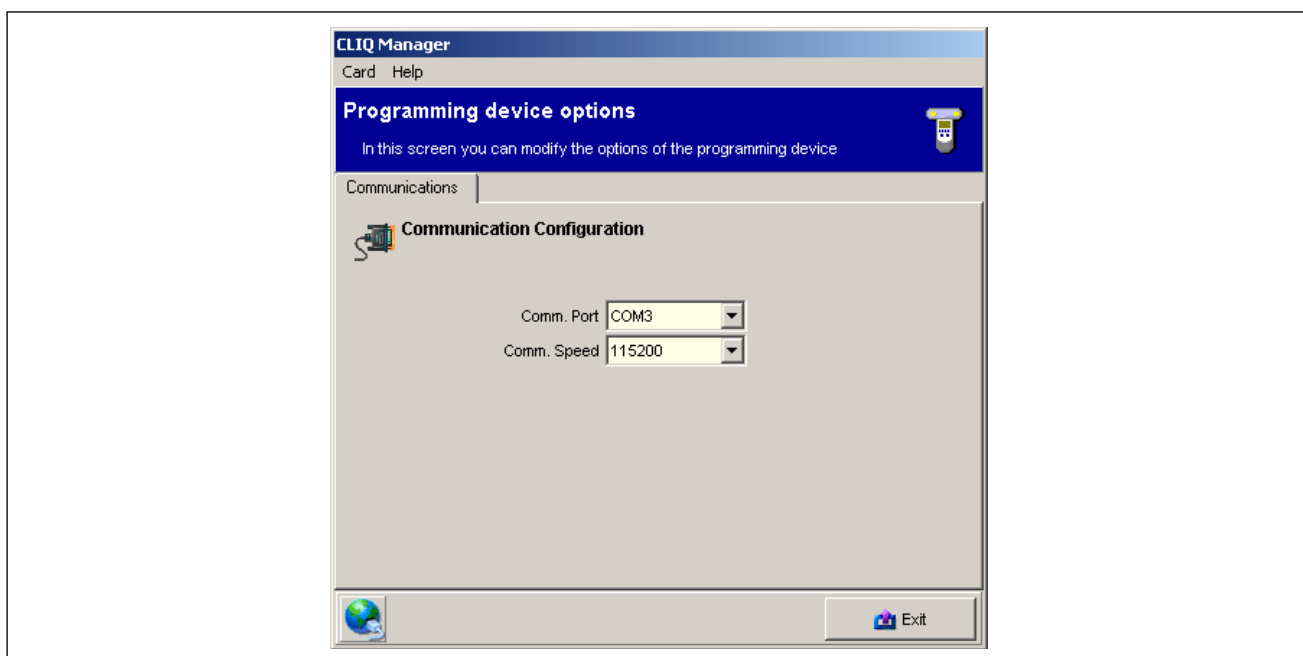 CLIQ Manager
Card Help
Programming device options
In this screen you can modify the options of the programming device
Communications
Communication Configuration
Comm. Port COM3
Comm. Speed 115200
Exit